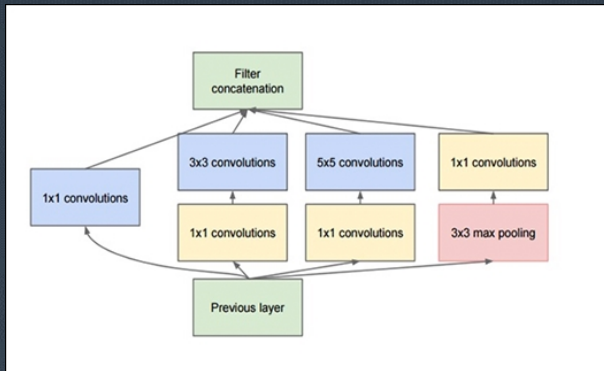 Filter
concatenation
3x3 convolutions
5x5 convolutions
1x1 convolutions
1x1 convolutions
1x1 convolutions
1x1 convolutions
3x3 max pooling
Previous layer